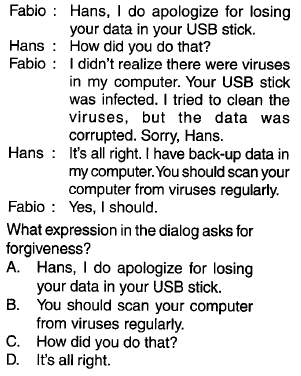 Fabio : Hans, I do apologize for losing
your data in your USB stick.
Hans : How did you do that?
Fabio : I didn't realize there were viruses
in my computer. Your USB stick
was infected. I tried to clean the
viruses, but the data was
corrupted. Sorry, Hans.
Hans : It's all right. I have back-up data in
my computer.You should scan your
computer from viruses regularly.
Fabio : Yes, I should.
What expression in the dialog asks for
forgiveness?
A. Hans, I do apologize for losing
your data in your USB stick.
B. You should scan your computer
from viruses regularly.
C. How did you do that?
D. It's all right.